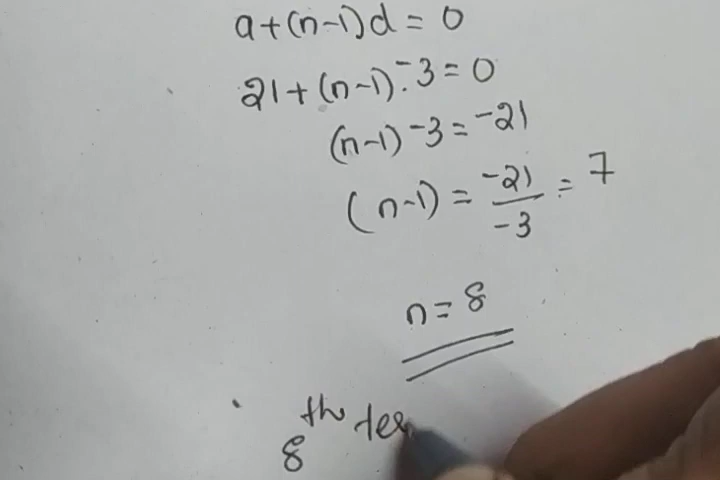 a+(n-1)d = 0
21+(n-1).-3=0
(n-1)-3 = -21
(n-1) = -21/-3 = 7
n = 8
8th